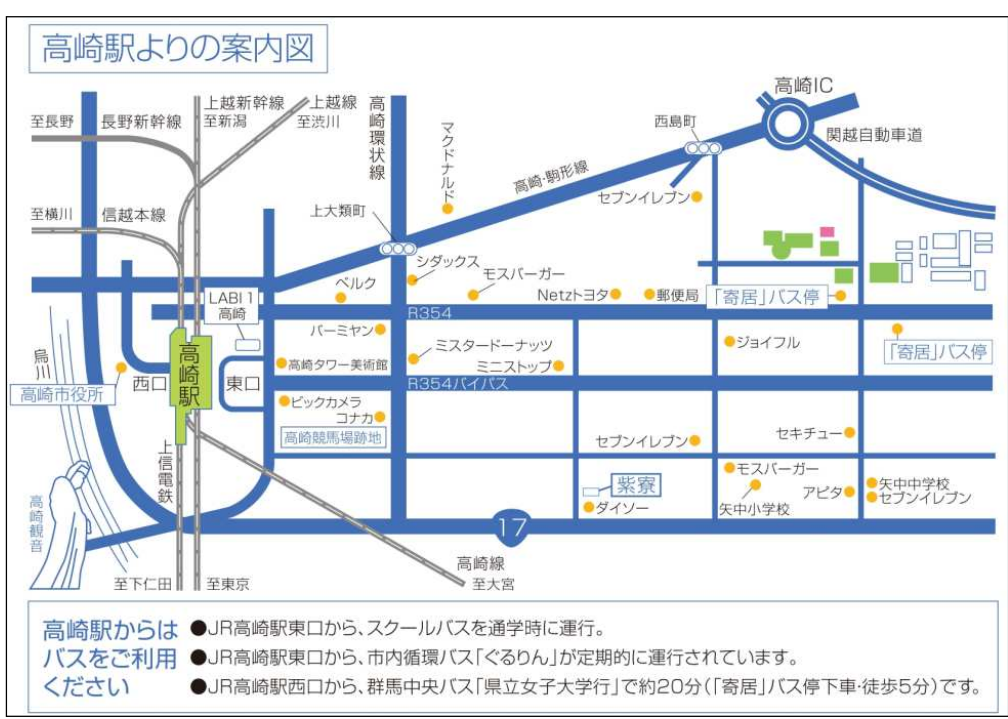 高崎駅よりの案内図
至長野
長野新幹線
上越新幹線
至新潟
上越線
至渋川
高崎環状線
マクドナルド
西島町
高崎IC
関越自動車道
高崎・駒形線
至横川
信越本線
上大類町
セブンイレブン
シダックス
モスバーガー
ベルク
LABI 1
高崎
Netzトヨタ
郵便局
「寄居」バス停
R354
バーミヤン
ミスタードーナッツ
ジョイフル
「寄居」バス停
烏川
高崎市役所
西口
高崎駅
東口
高崎タワー美術館
ミニストップ
R354バイパス
ビックカメラ
コナカ
高崎競馬場跡地
セブンイレブン
セキチュー
上信電鉄
紫寮
モスバーガー
矢中中学校
アピタ
セブンイレブン
高崎観音
ダイソー
矢中小学校
17
高崎線
至下仁田
至東京
至大宮
高崎駅からは
バスをご利用
ください
●JR高崎駅東口から、スクールバスを通学時に運行。
●JR高崎駅東口から、市内循環バス「ぐるりん」が定期的に運行されています。
●JR高崎駅西口から、群馬中央バス「県立女子大学行」で約20分(「寄居」バス停下車・徒歩5分)です。